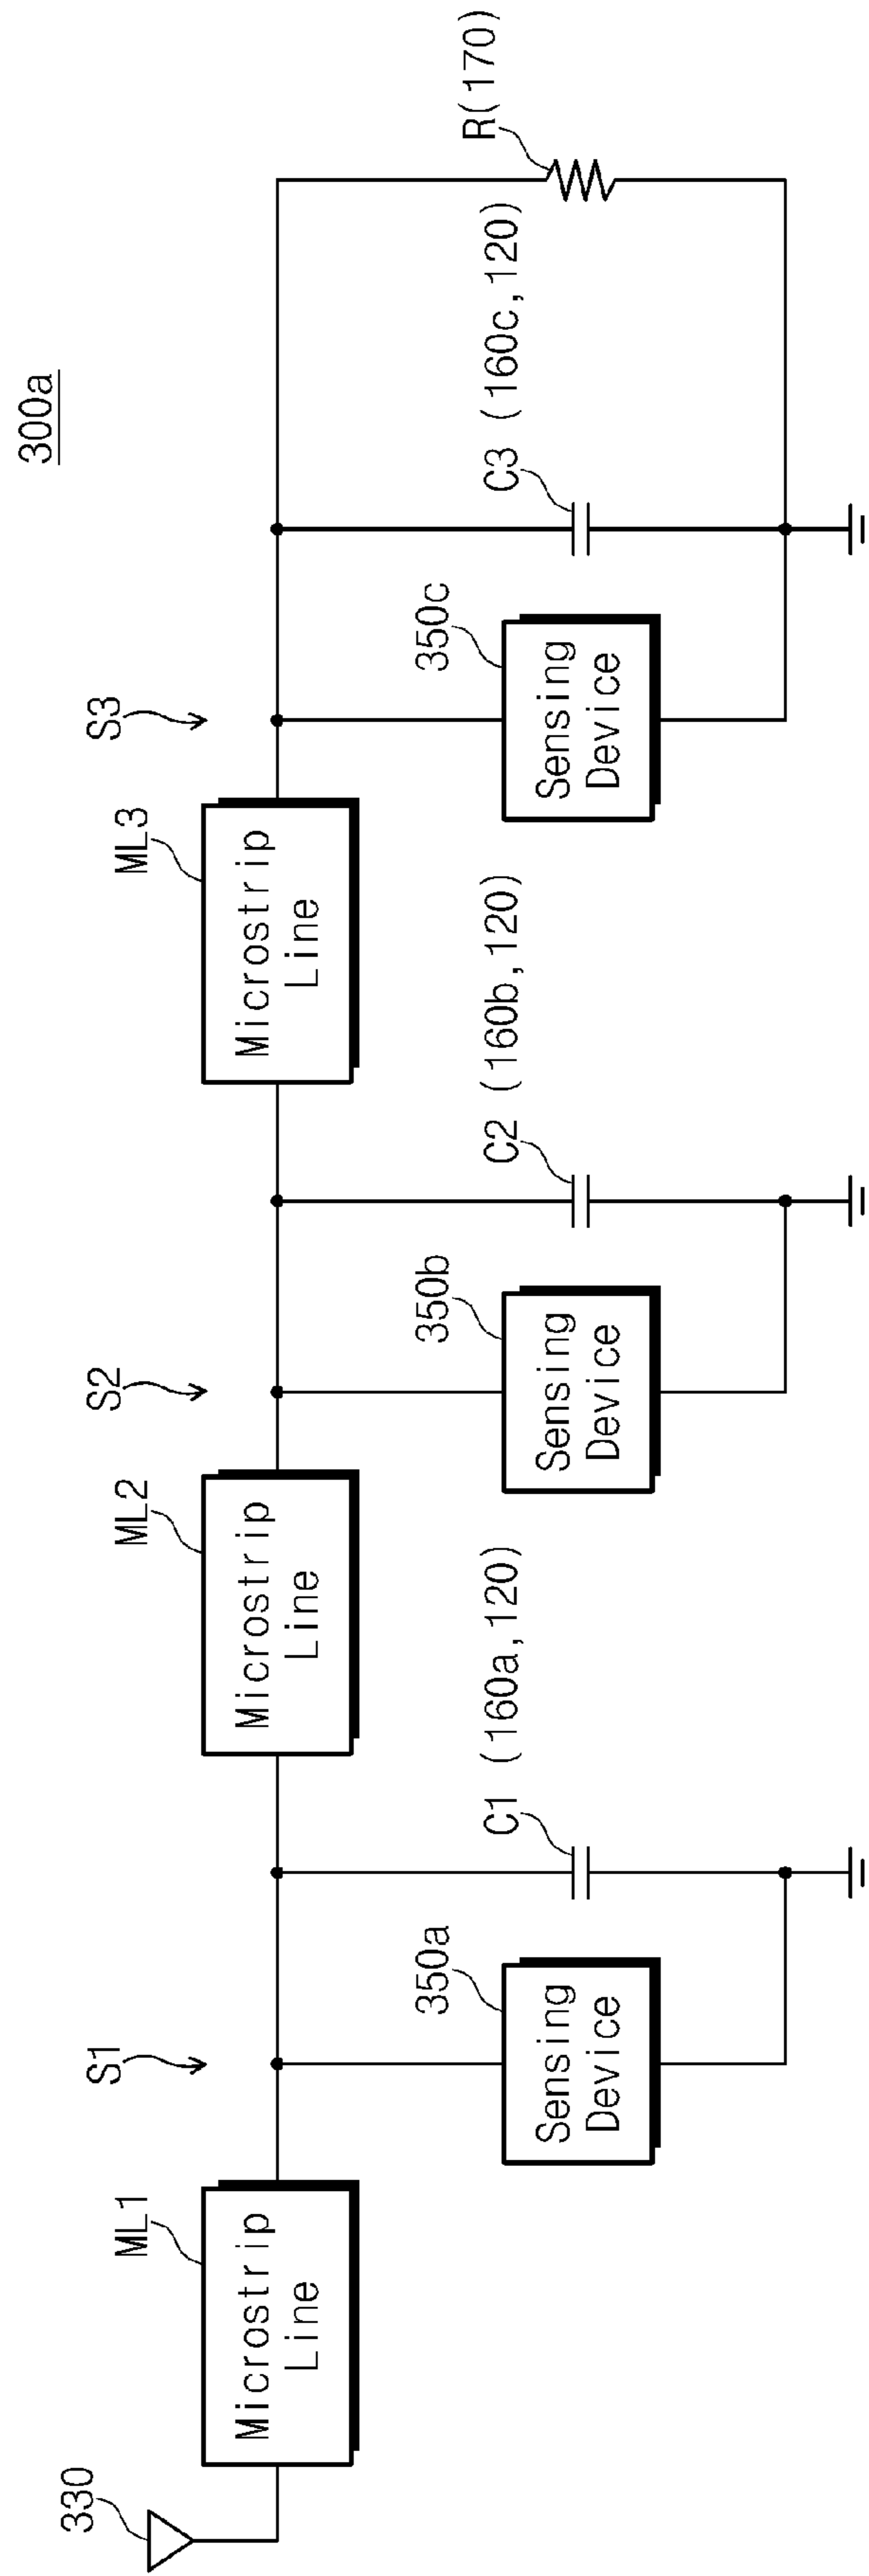 300a
330
ML1
Microstrip
Line
S1
350a
Sensing
Device
C1 (160a,120)
ML2
Microstrip
Line
S2
350b
Sensing
Device
C2 (160b,120)
ML3
Microstrip
Line
S3
350c
Sensing
Device
C3 (160c,120)
R(170)